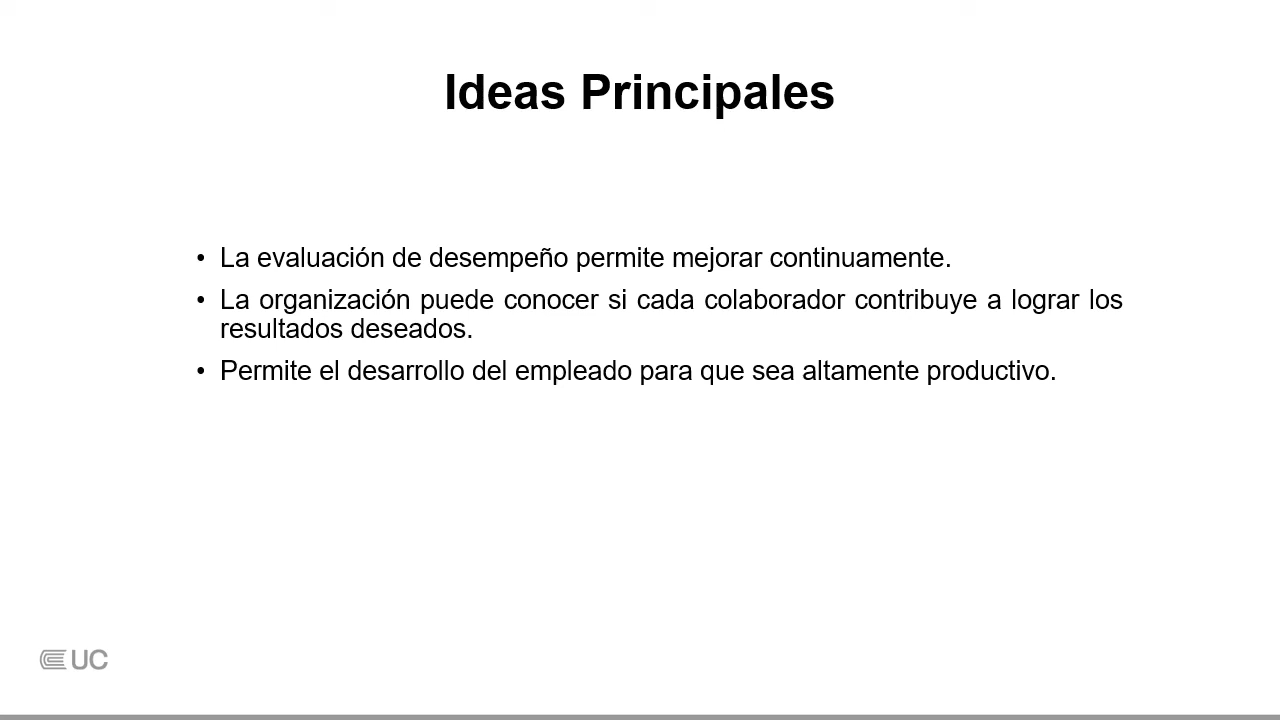 Ideas Principales
• La evaluación de desempeño permite mejorar continuamente.
• La organización puede conocer si cada colaborador contribuye a lograr los
resultados deseados.
• Permite el desarrollo del empleado para que sea altamente productivo.
UC